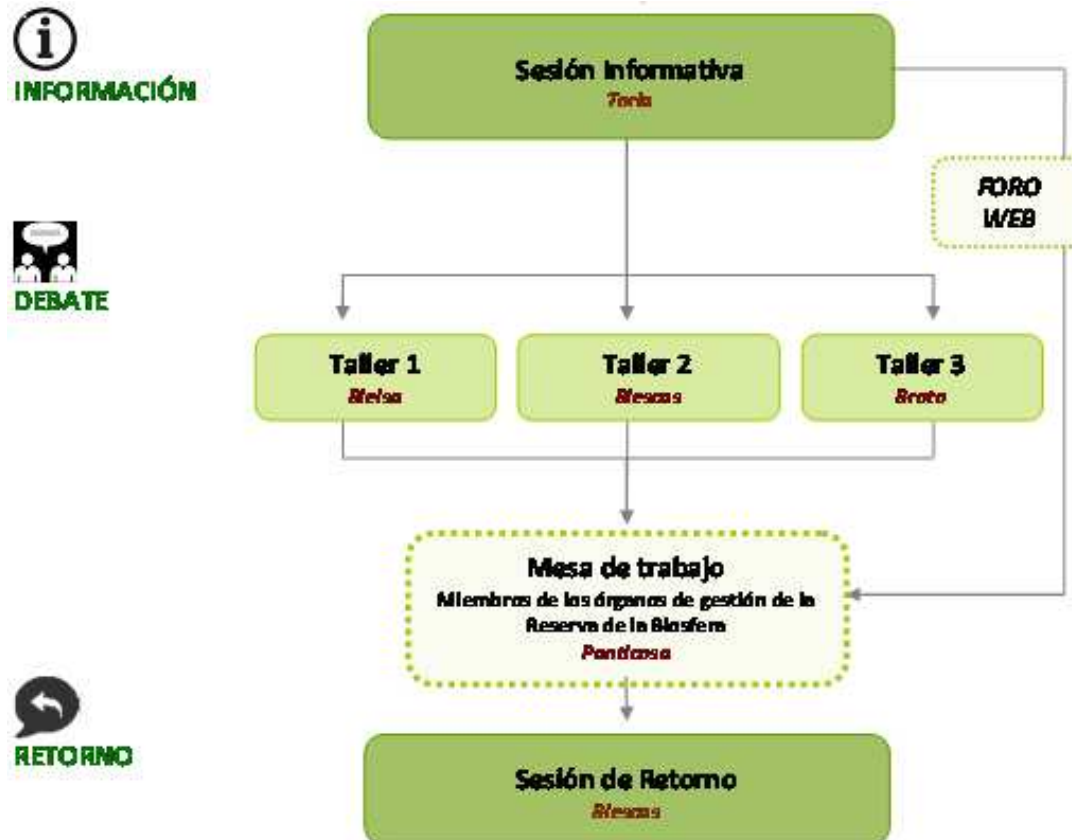 INFORMACIÓN
Sesión Informativa
Torla
FORO
WEB
DEBATE
Taller 1
Bielsa
Taller 2
Biescas
Taller 3
Broto
Mesa de trabajo
Miembros de los órganos de gestión de la
Reserva de la Biosfera
Panticosa
RETORNO
Sesión de Retorno
Biescas